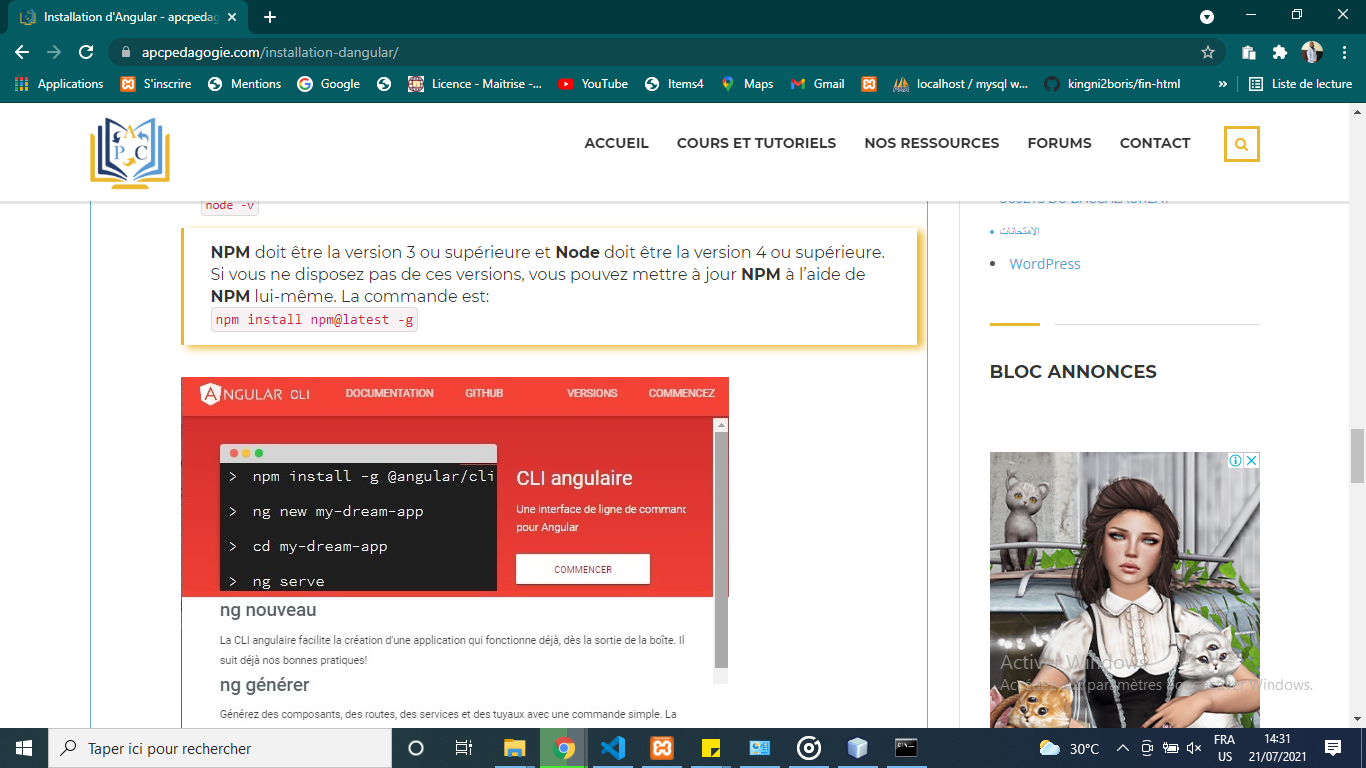 Installation d'Angular - apcpedag
apcpedagogie.com/installation-dangular/
Applications
S'inscrire
Mentions
Google
Licence - Maitrise -...
YouTube
Items4
Maps
Gmail
localhost / mysql w...
kingni2boris/fin-html
»
Liste de lecture
A
P C
ACCUEIL
COURS ET TUTORIELS
NOS RESSOURCES
FORUMS
CONTACT
node -v
NPM doit être la version 3 ou supérieure et Node doit être la version 4 ou supérieure.
Si vous ne disposez pas de ces versions, vous pouvez mettre à jour NPM à l'aide de
NPM lui-même. La commande est:
npm install npm@latest -g
ANGULAR CLI
DOCUMENTATION
GITHUB
VERSIONS
COMMENCEZ
> npm install -g @angular/cli
> ng new my-dream-app
> cd my-dream-app
> ng serve
CLI angulaire
Une interface de ligne de commanc
pour Angular
COMMENCER
ng nouveau
La CLI angulaire facilite la création d'une application qui fonctionne déjà, dès la sortie de la boîte. Il
suit déjà nos bonnes pratiques!
ng générer
Générez des composants, des routes, des services et des tuyaux avec une commande simple. La
SUJETS DU BACCALAUREAT
الامتحانات
WordPress
BLOC ANNONCES
Activer Windows
Windows.
Taper ici pour rechercher
30°C
FRA
US
14:31
21/07/2021